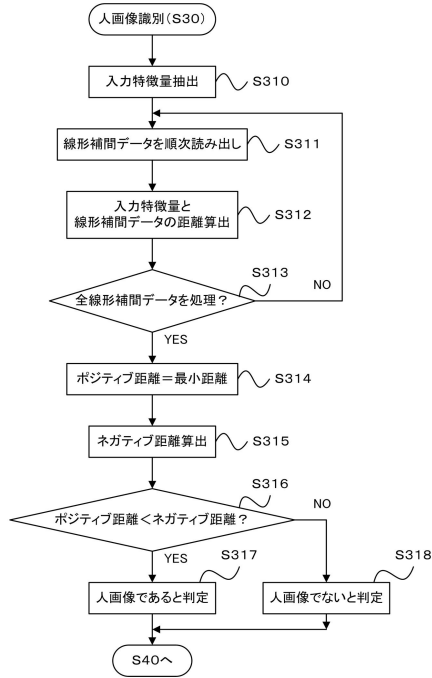 人画像識別(S30)
入力特徴量抽出
S310
線形補間データを順次読み出し
S311
入力特徴量と
線形補間データの距離算出
S312
S313
全線形補間データを処理？
NO
YES
ポジティブ距離＝最小距離
S314
ネガティブ距離算出
S315
S316
ポジティブ距離＜ネガティブ距離？
NO
YES
S317
S318
人画像であると判定
人画像でないと判定
S40へ